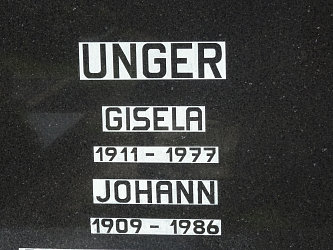 UNGER
GISELA
1911 - 1977
JOHANN
1909 - 1986